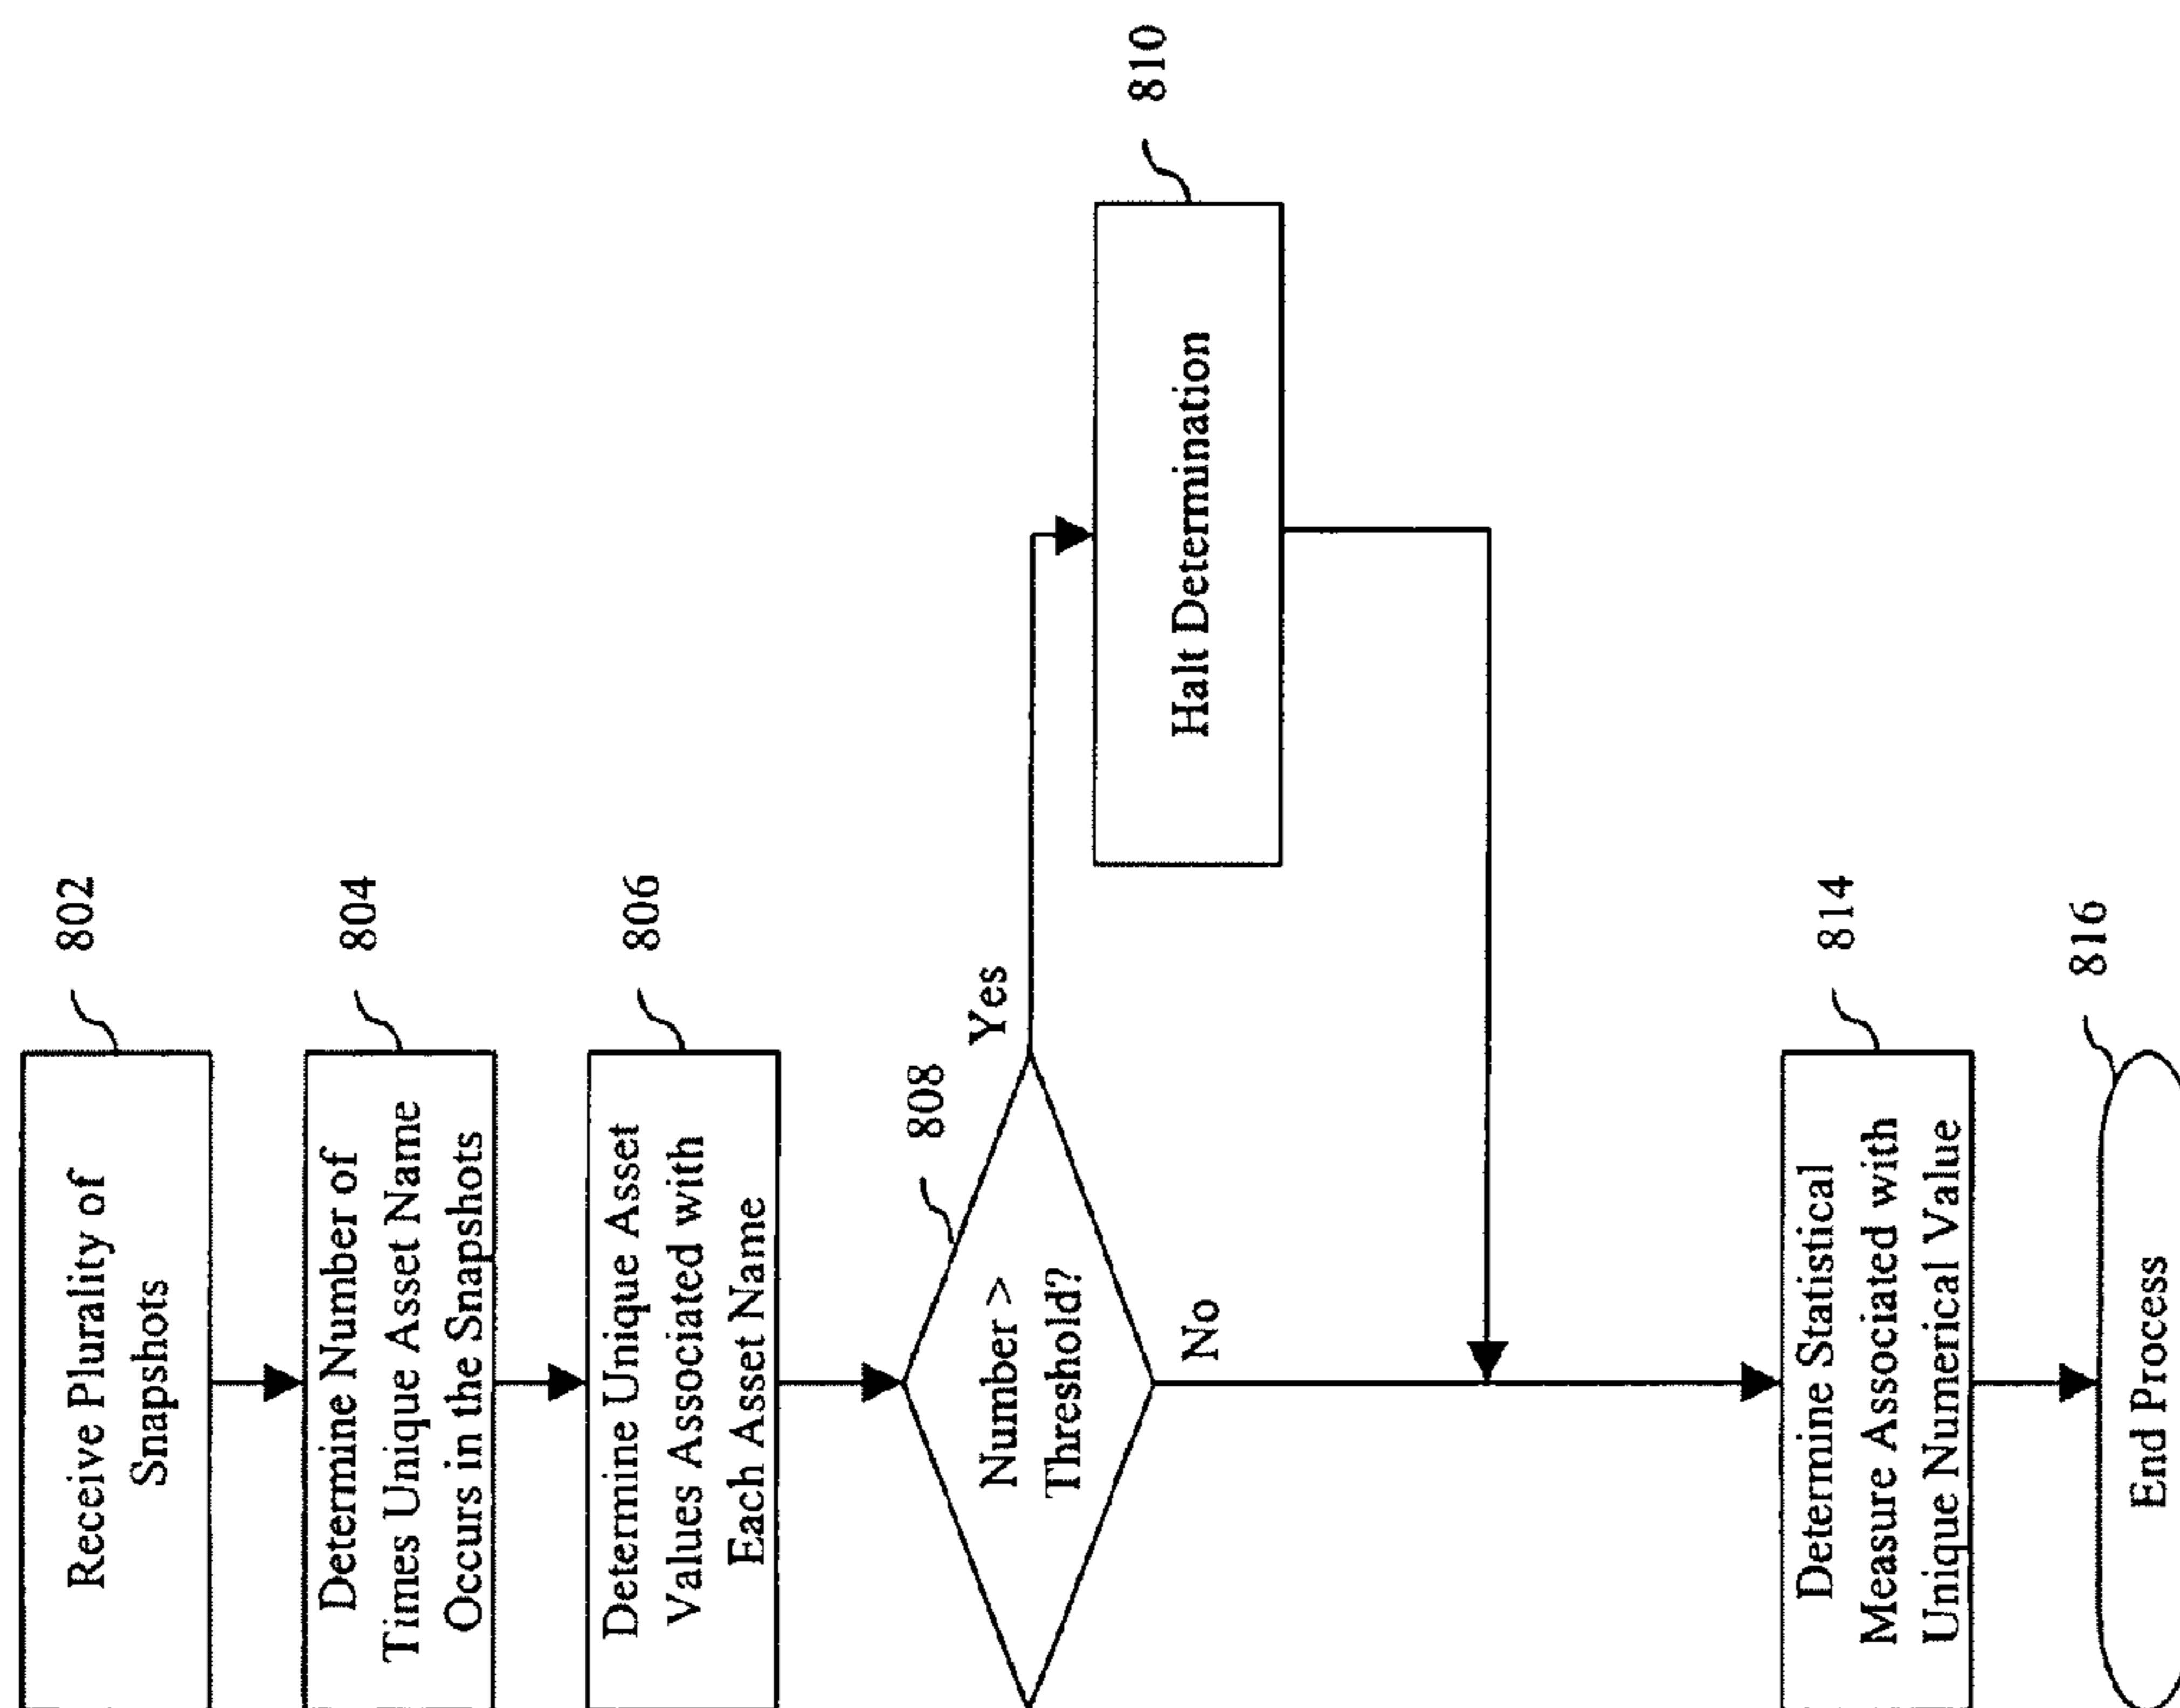 Receive Plurality of
Snapshots
802
Determine Number of
Times Unique Asset Name
Occurs in the Snapshots
804
Determine Unique Asset
Values Associated with
Each Asset Name
806
808
Number >
Threshold?
Yes
No
Halt Determination
810
Determine Statistical
Measure Associated with
Unique Numerical Value
814
End Process
816